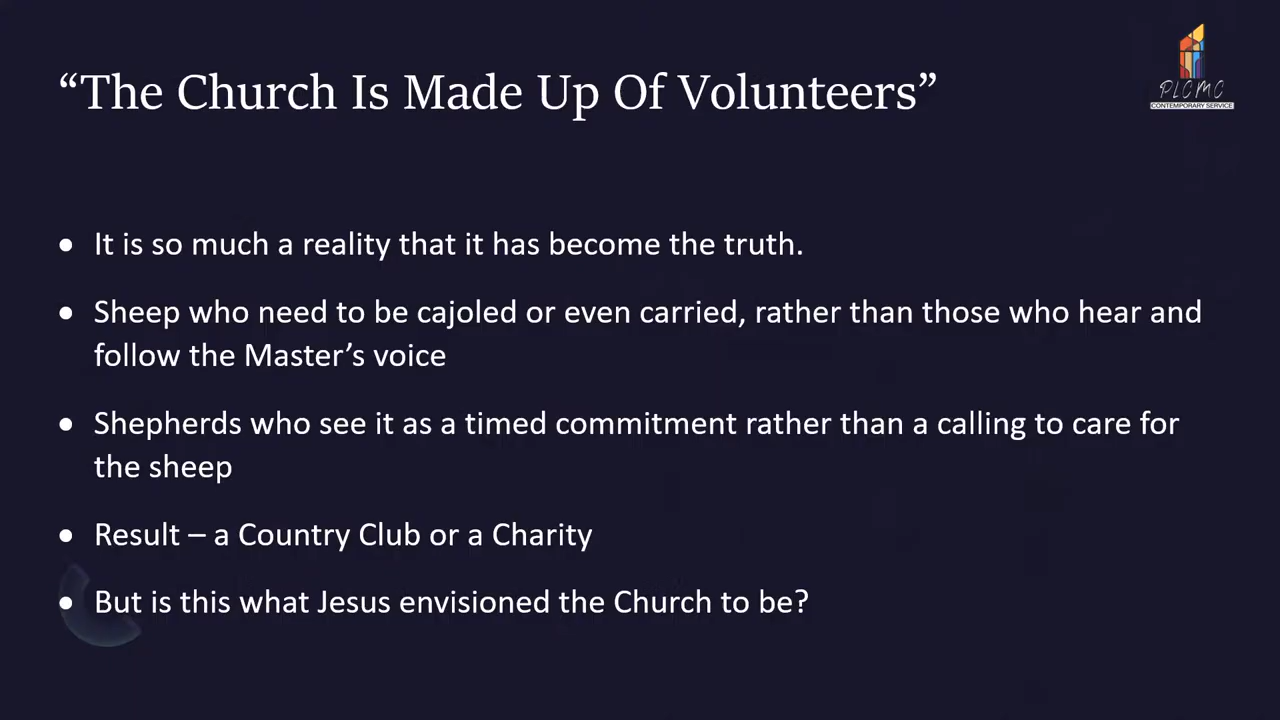 “The Church Is Made Up Of Volunteers”
PLCMC
CONTEMPORARY SERVICE
• It is so much a reality that it has become the truth.
• Sheep who need to be cajoled or even carried, rather than those who hear and
follow the Master’s voice
• Shepherds who see it as a timed commitment rather than a calling to care for
the sheep
• Result – a Country Club or a Charity
• But is this what Jesus envisioned the Church to be?